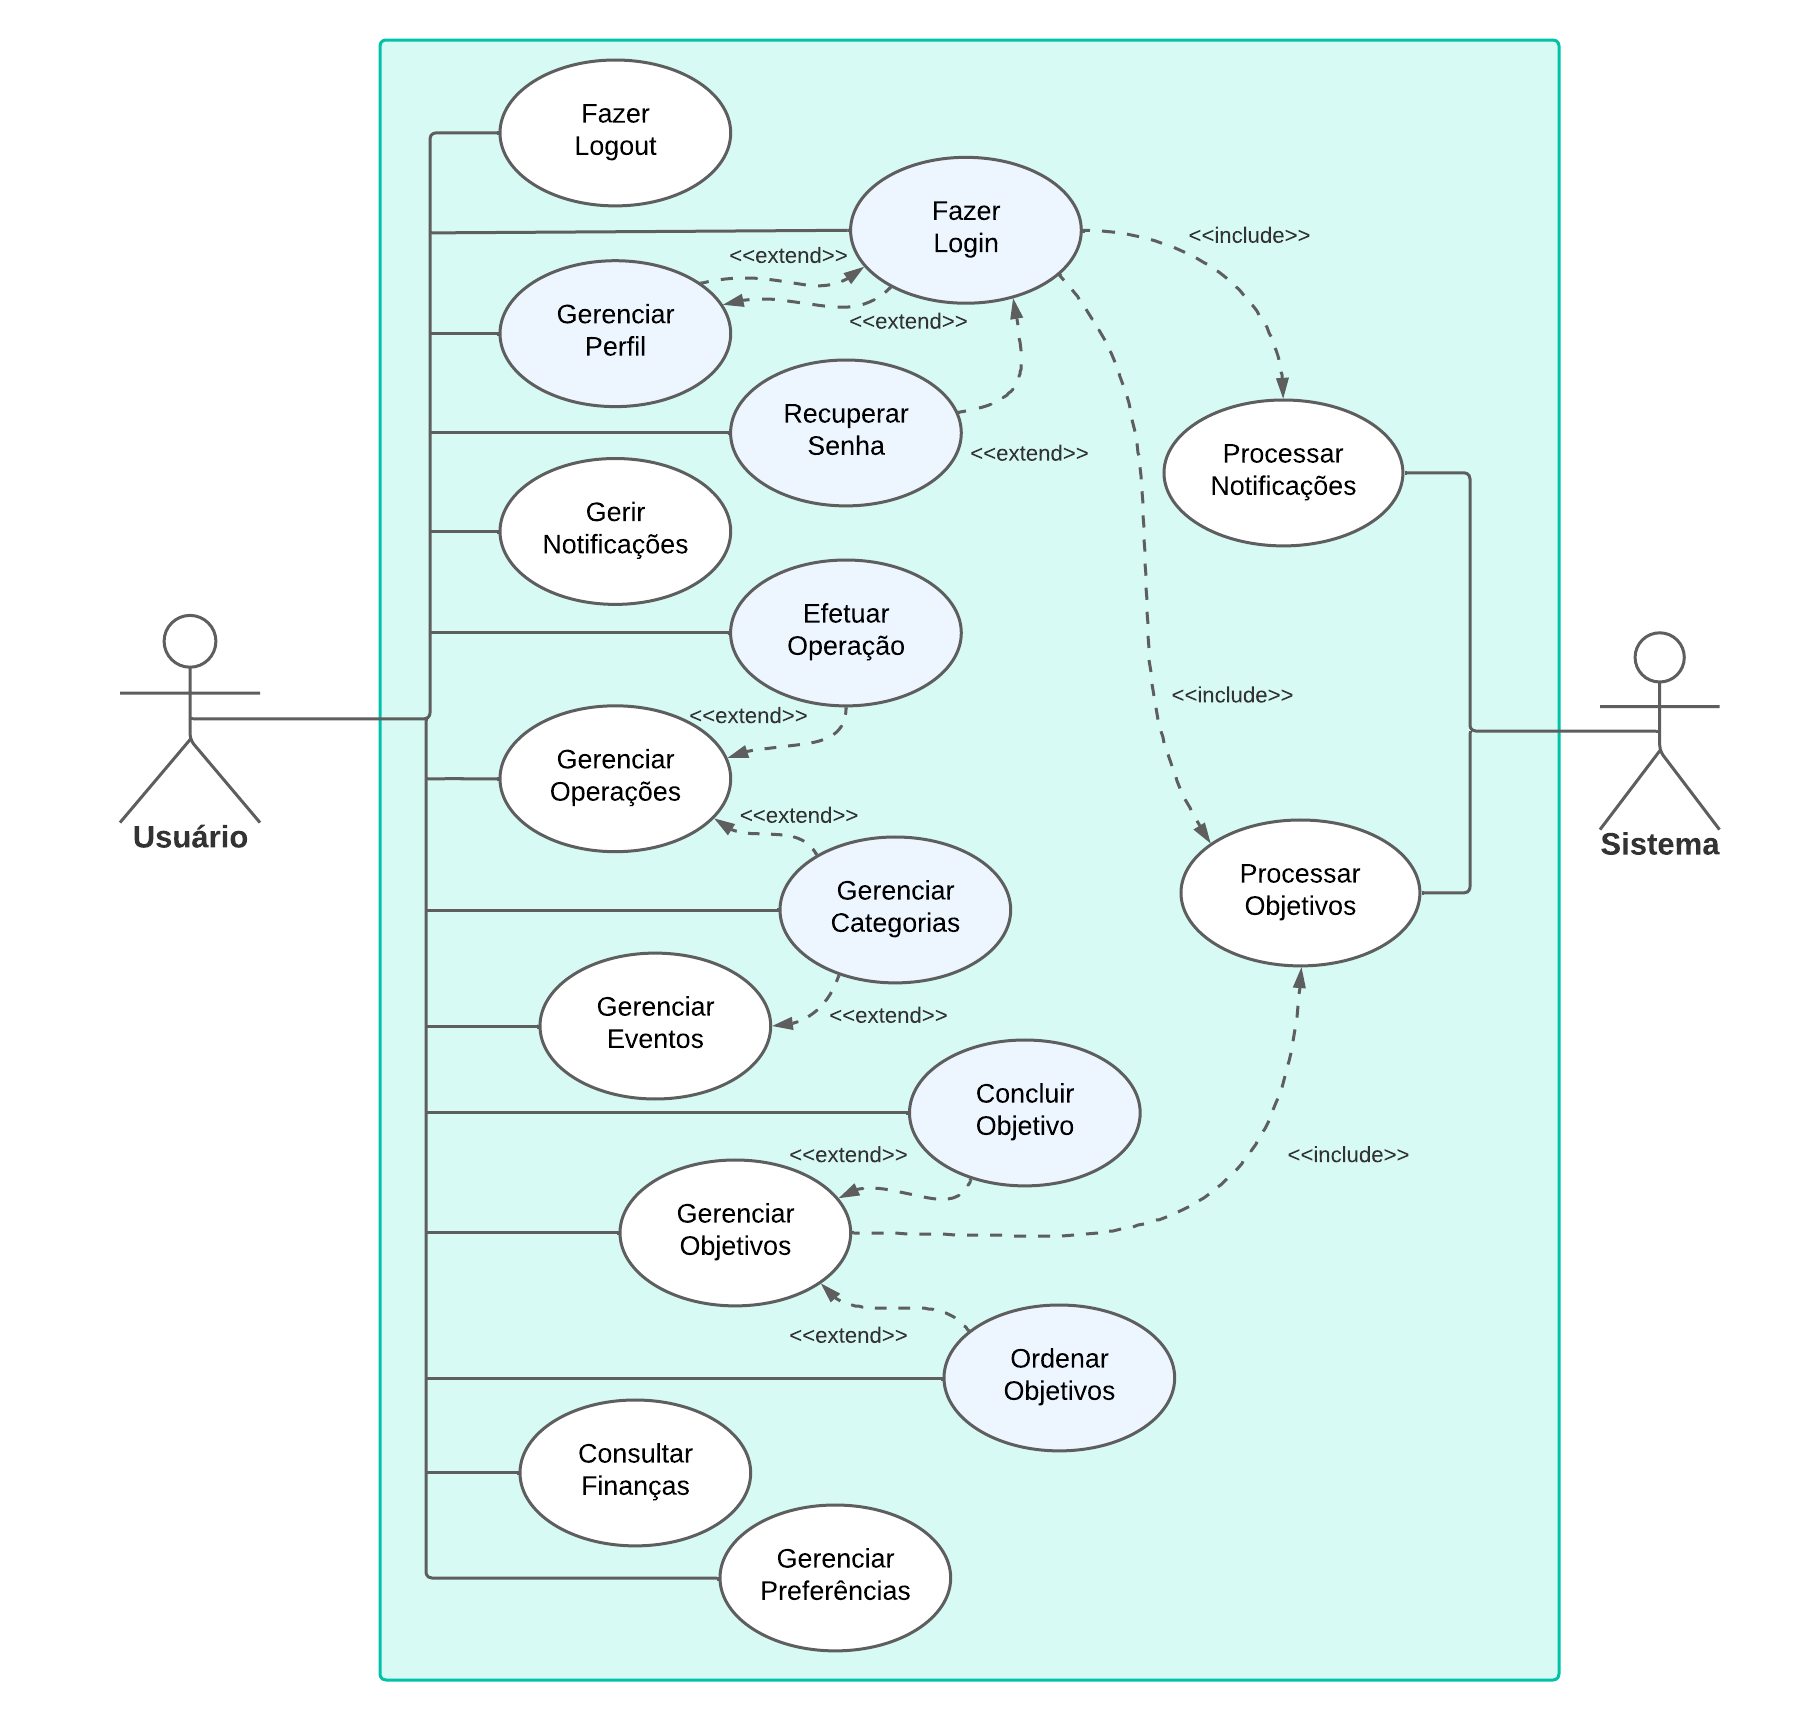 Fazer
Logout
Fazer
Login
<<include>>
<<extend>>
Gerenciar
Perfil
<<extend>>
Recuperar
Senha
<<extend>>
Processar
Notificações
Gerir
Notificações
Efetuar
Operação
<<include>>
<<extend>>
Gerenciar
Operações
<<extend>>
Usuário
Sistema
Processar
Objetivos
Gerenciar
Categorias
Gerenciar
Eventos
<<extend>>
Concluir
Objetivo
<<extend>>
<<include>>
Gerenciar
Objetivos
<<extend>>
Ordenar
Objetivos
Consultar
Finanças
Gerenciar
Preferências